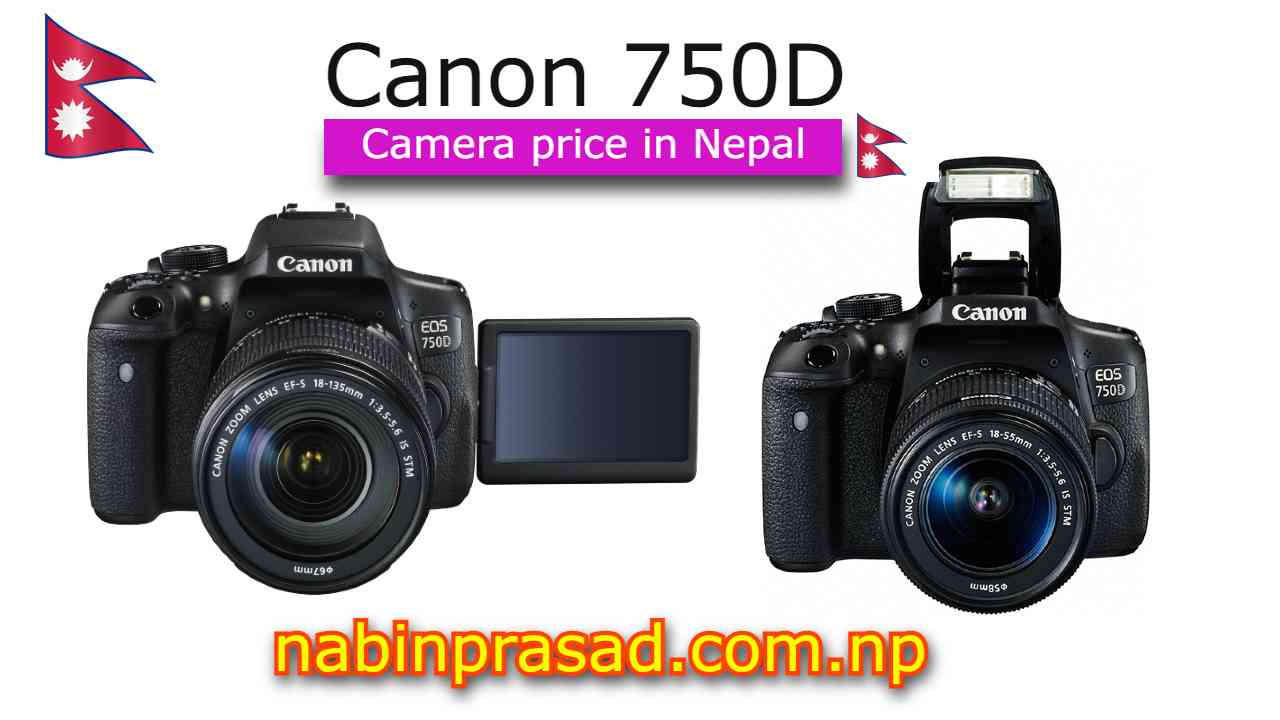 Canon 750D
Camera price in Nepal
Canon
EOS
750D
CANON ZOOM LENS EF-S 18-135mm 1:3.5-5.6 IS STM
Φ67mm
Canon
EOS
750D
CANON ZOOM LENS EF-S 18-55mm 1:3.5-5.6 IS STM
Φ58mm
nabinprasad.com.np